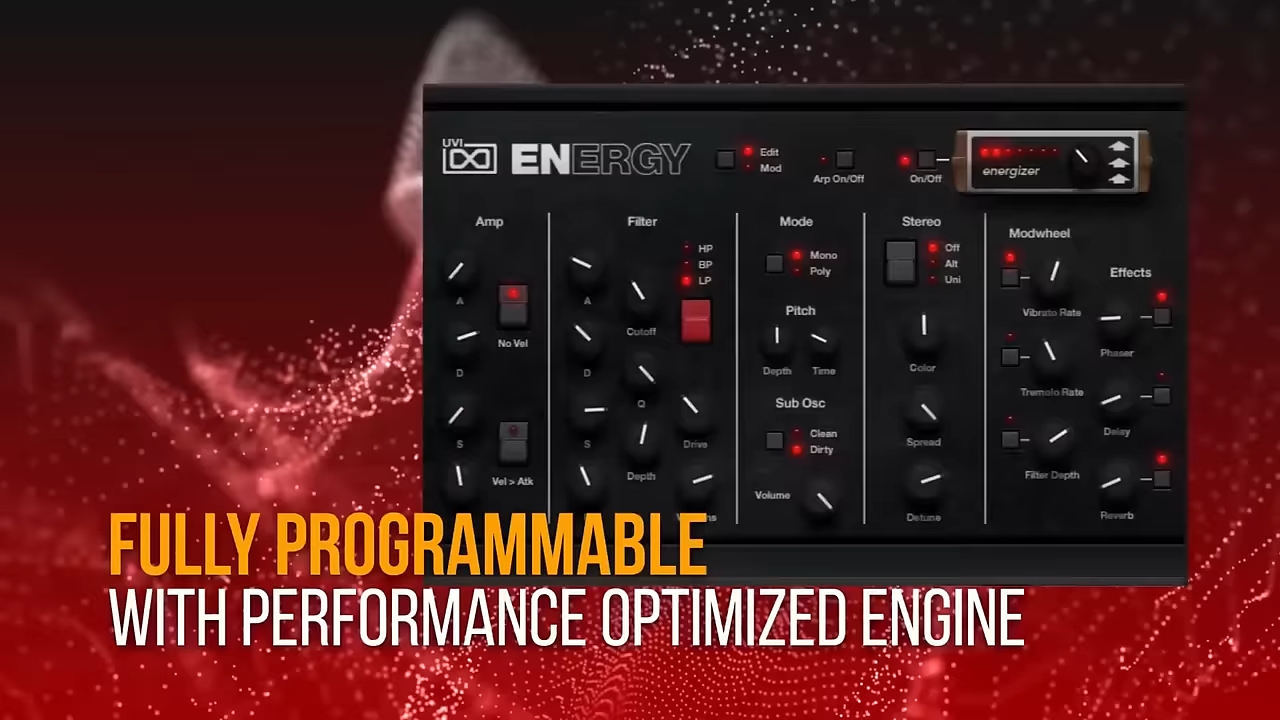 UVI
ENERGY
Edit
Mod
Arp On/Off
On/Off
energizer
Amp
A
D
S
No Vel
Vel > Atk
Filter
HP
BP
LP
A
Cutoff
D
Q
S
Drive
Depth
Mode
Mono
Poly
Pitch
Depth Time
Sub Osc
Clean
Dirty
Volume
Stereo
Off
Alt
Uni
Color
Spread
Detune
Modwheel
Vibrato Rate
Tremolo Rate
Filter Depth
Effects
Phaser
Delay
Reverb
FULLY PROGRAMMABLE
WITH PERFORMANCE OPTIMIZED ENGINE